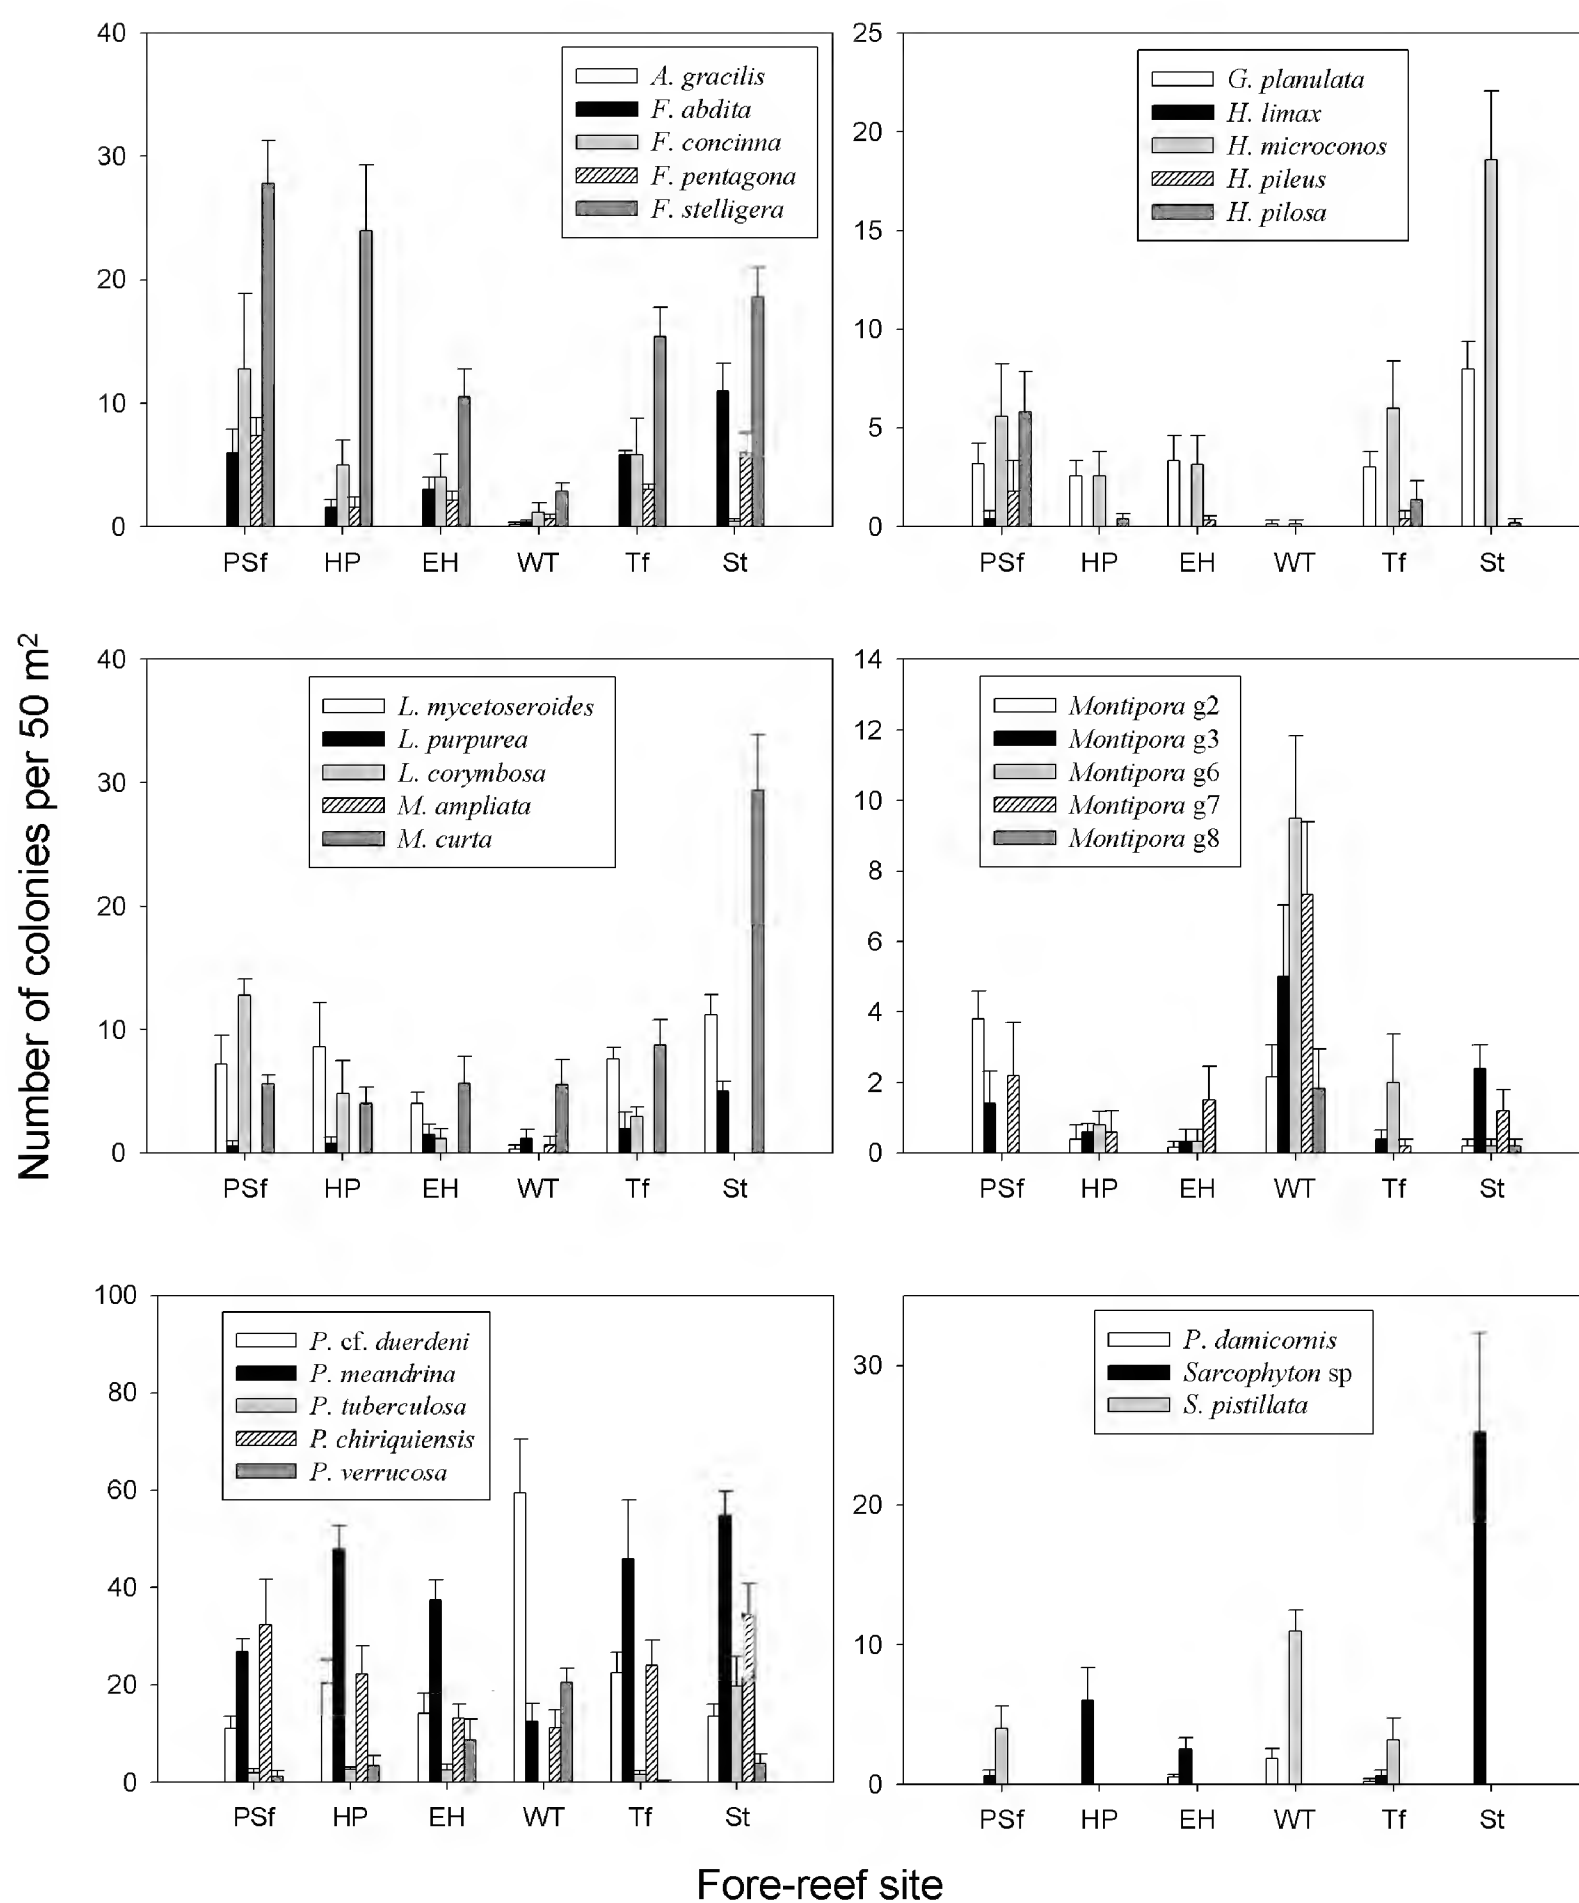 Number of colonies per 50 m²
40
30
20
10
0
A. gracilis
F. abdita
F. concinna
F. pentagona
F. stelligera
PSf HP EH WT Tf St
25
20
15
10
5
0
G. planulata
H. limax
H. microconos
H. pileus
H. pilosa
PSf HP EH WT Tf St
40
30
20
10
0
L. mycetoseroides
L. purpurea
L. corymbosa
M. ampliata
M. curta
PSf HP EH WT Tf St
14
12
10
8
6
4
2
0
Montipora g2
Montipora g3
Montipora g6
Montipora g7
Montipora g8
PSf HP EH WT Tf St
100
80
60
40
20
0
P. cf. duerdeni
P. meandrina
P. tuberculosa
P. chiriquiensis
P. verrucosa
PSf HP EH WT Tf St
30
20
10
0
P. damicornis
Sarcophyton sp
S. pistillata
PSf HP EH WT Tf St
Fore-reef site